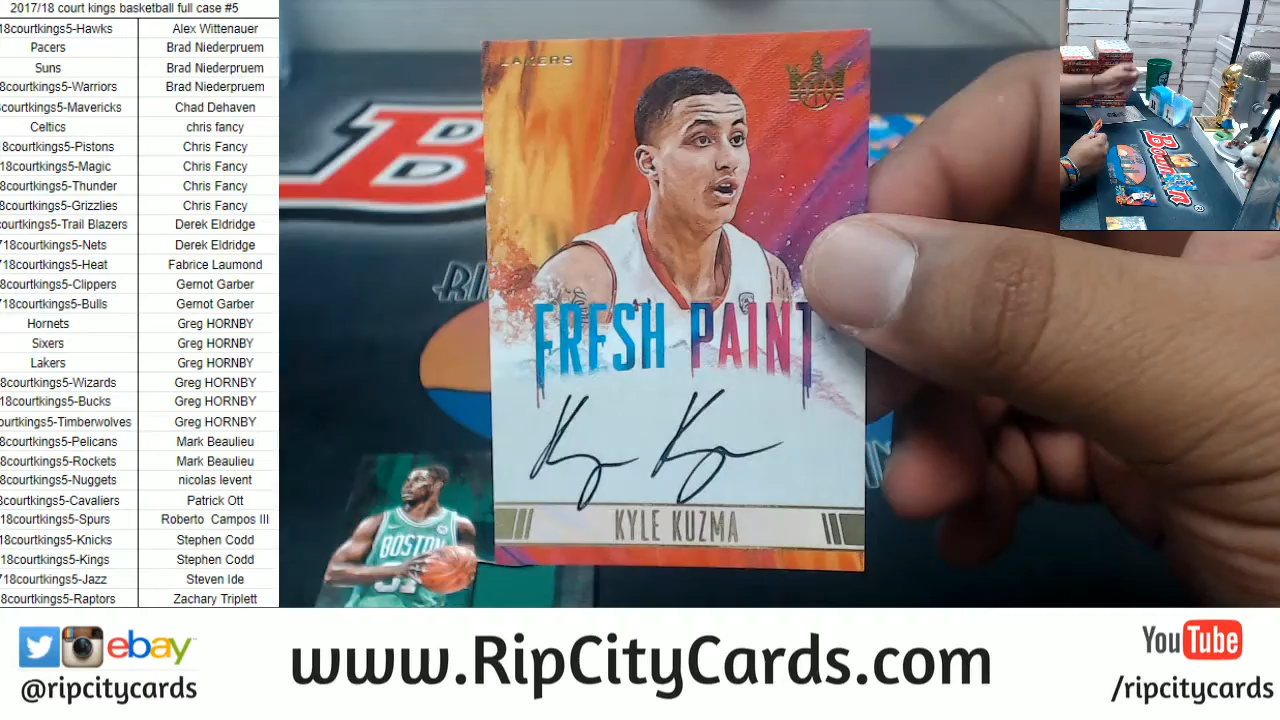 2017/18 court kings basketball full case #5
18courtkings5-Hawks Alex Wittenauer
Pacers Brad Niederpruem
Suns Brad Niederpruem
8courtkings5-Warriors Brad Niederpruem
courtkings5-Mavericks Chad Dehaven
Celtics chris fancy
18courtkings5-Pistons Chris Fancy
18courtkings5-Magic Chris Fancy
8courtkings5-Thunder Chris Fancy
8courtkings5-Grizzlies Chris Fancy
courtkings5-Trail Blazers Derek Eldridge
718courtkings5-Nets Derek Eldridge
718courtkings5-Heat Fabrice Laumond
8courtkings5-Clippers Gernot Garber
718courtkings5-Bulls Gernot Garber
Hornets Greg HORNBY
Sixers Greg HORNBY
Lakers Greg HORNBY
8courtkings5-Wizards Greg HORNBY
18courtkings5-Bucks Greg HORNBY
ourtkings5-Timberwolves Greg HORNBY
8courtkings5-Pelicans Mark Beaulieu
8courtkings5-Rockets Mark Beaulieu
8courtkings5-Nuggets nicolas levent
8courtkings5-Cavaliers Patrick Ott
18courtkings5-Spurs Roberto Campos III
18courtkings5-Knicks Stephen Codd
18courtkings5-Kings Stephen Codd
718courtkings5-Jazz Steven Ide
8courtkings5-Raptors Zachary Triplett
LAKERS
FRESH PAINT
KYLE KUZMA
BOSTON
ebay
@ripcitycards
www.RipCityCards.com
YouTube
/ripcitycards